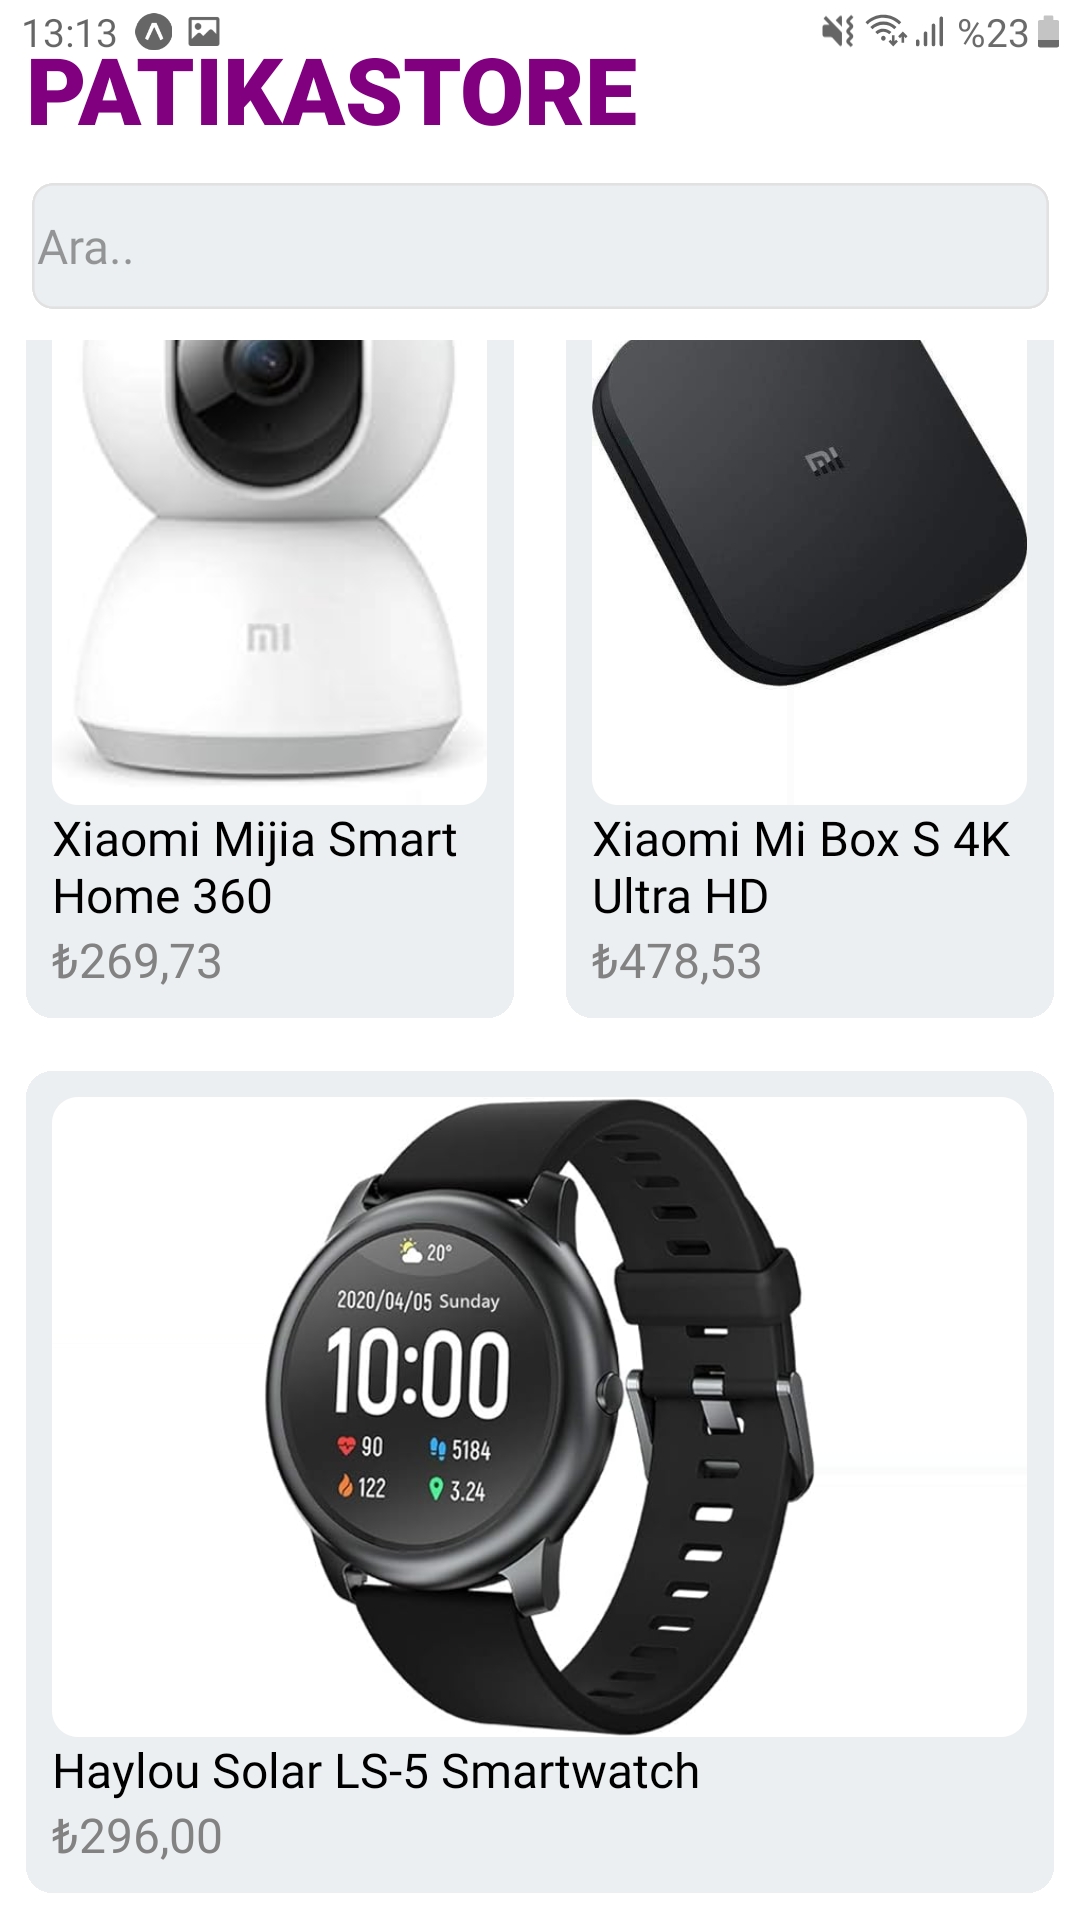 13:13 %23
PATIKASTORE
Ara..
mi
mi
Xiaomi Mijia Smart
Home 360
₺269,73
Xiaomi Mi Box S 4K
Ultra HD
₺478,53
20°
2020/04/05 Sunday
10:00
90 5184
122 3.24
Haylou Solar LS-5 Smartwatch
₺296,00